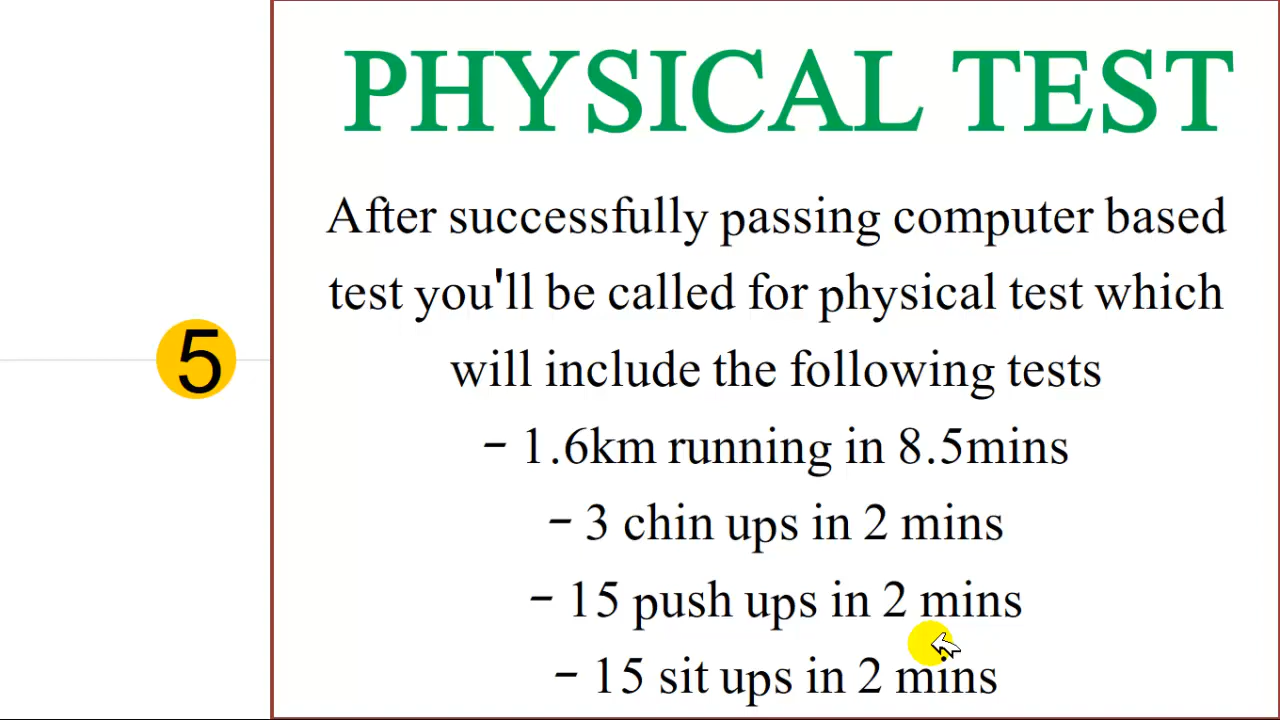 PHYSICAL TEST
After successfully passing computer based
test you'll be called for physical test which
will include the following tests
5
- 1.6km running in 8.5mins
- 3 chin ups in 2 mins
- 15 push ups in 2 mins
- 15 sit ups in 2 mins